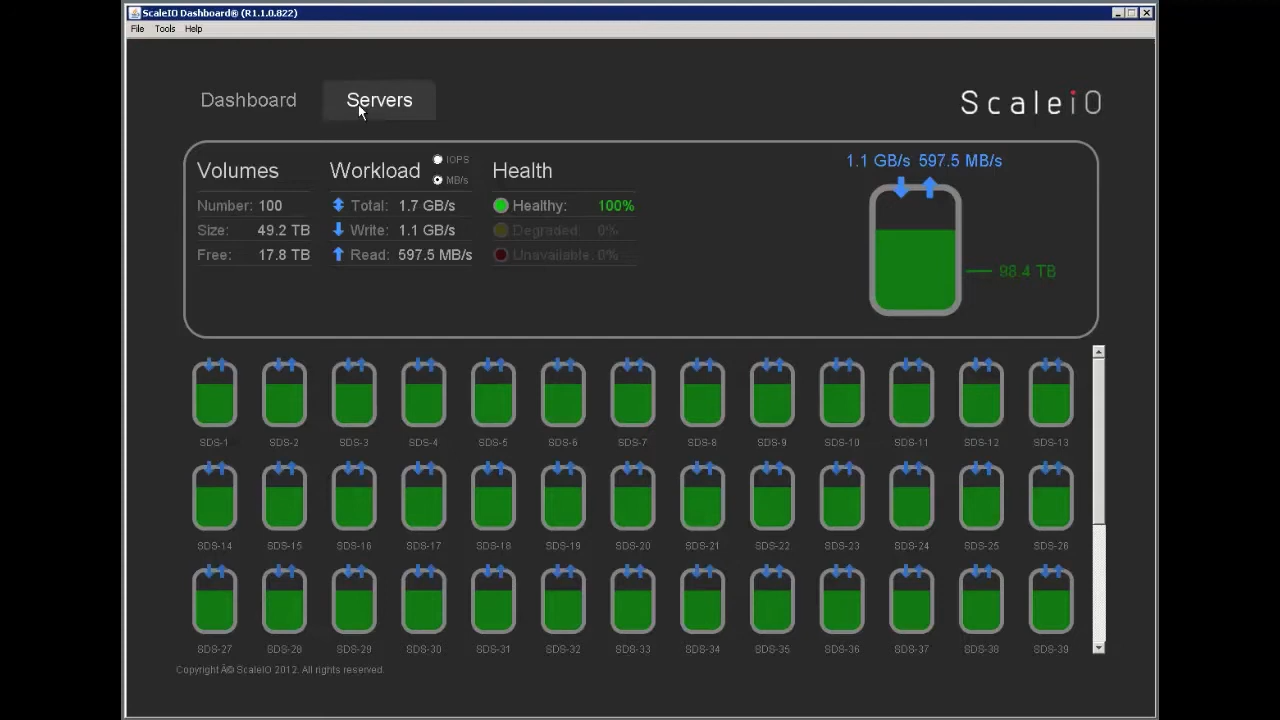 ScaleIO Dashboard® (R1.1.0.822)
File Tools Help
Dashboard Servers
ScaleiO
Volumes
Number: 100
Size: 49.2 TB
Free: 17.8 TB
Workload
IOPS
MB/s
Total: 1.7 GB/s
Write: 1.1 GB/s
Read: 597.5 MB/s
Health
Healthy: 100%
Degraded: 0%
Unavailable: 0%
1.1 GB/s 597.5 MB/s
98.4 TB
SDS-1 SDS-2 SDS-3 SDS-4 SDS-5 SDS-6 SDS-7 SDS-8 SDS-9 SDS-10 SDS-11 SDS-12 SDS-13
SDS-14 SDS-15 SDS-16 SDS-17 SDS-18 SDS-19 SDS-20 SDS-21 SDS-22 SDS-23 SDS-24 SDS-25 SDS-26
SDS-27 SDS-28 SDS-29 SDS-30 SDS-31 SDS-32 SDS-33 SDS-34 SDS-35 SDS-36 SDS-37 SDS-38 SDS-39
Copyright Â© ScaleIO 2012. All rights reserved.